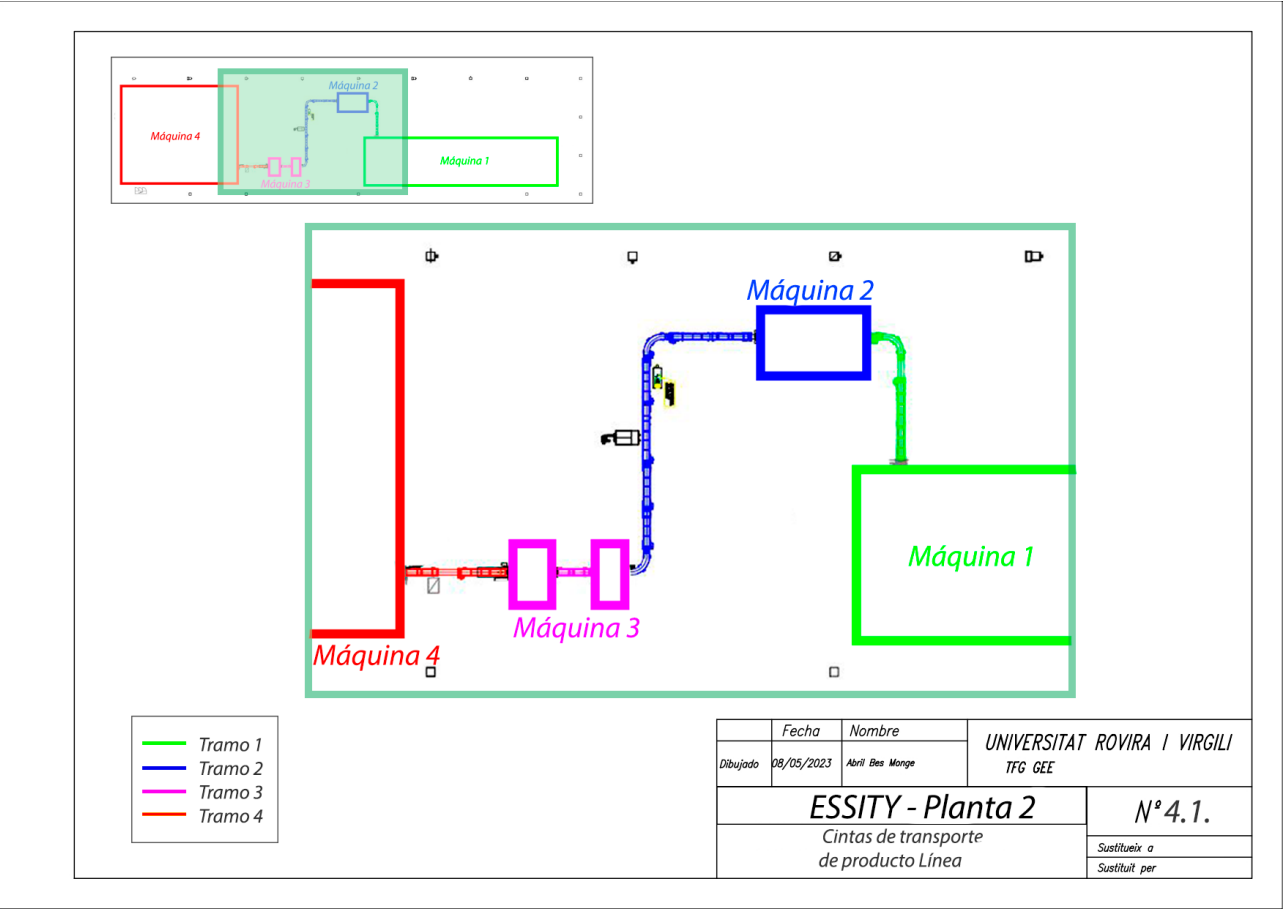 Máquina 2
Máquina 4
Máquina 1
Máquina 3
Máquina 2
Máquina 1
Máquina 3
Máquina 4
Tramo 1
Tramo 2
Tramo 3
Tramo 4
Fecha
Nombre
UNIVERSITAT ROVIRA I VIRGILI
TFG GEE
Dibujado
08/05/2023
Abril Bes Monge
ESSITY - Planta 2
Nº 4.1.
Cintas de transporte
de producto Línea
Sustitueix a
Sustituit per